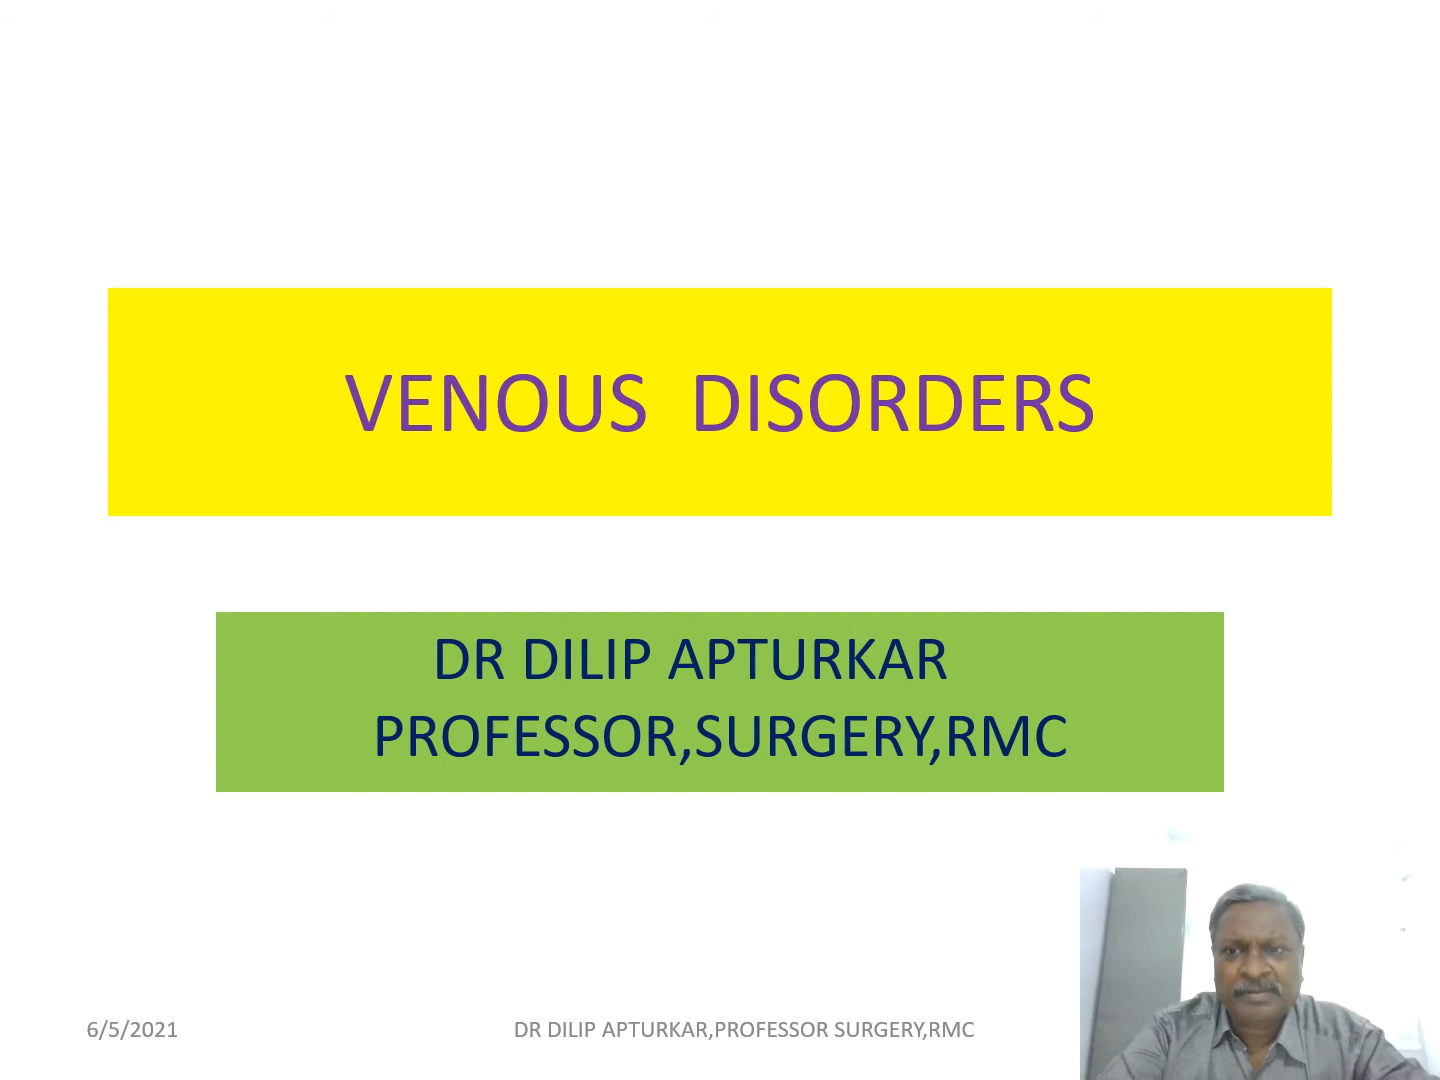 VENOUS  DISORDERS
DR DILIP APTURKAR
PROFESSOR,SURGERY,RMC
6/5/2021
DR DILIP APTURKAR,PROFESSOR SURGERY,RMC